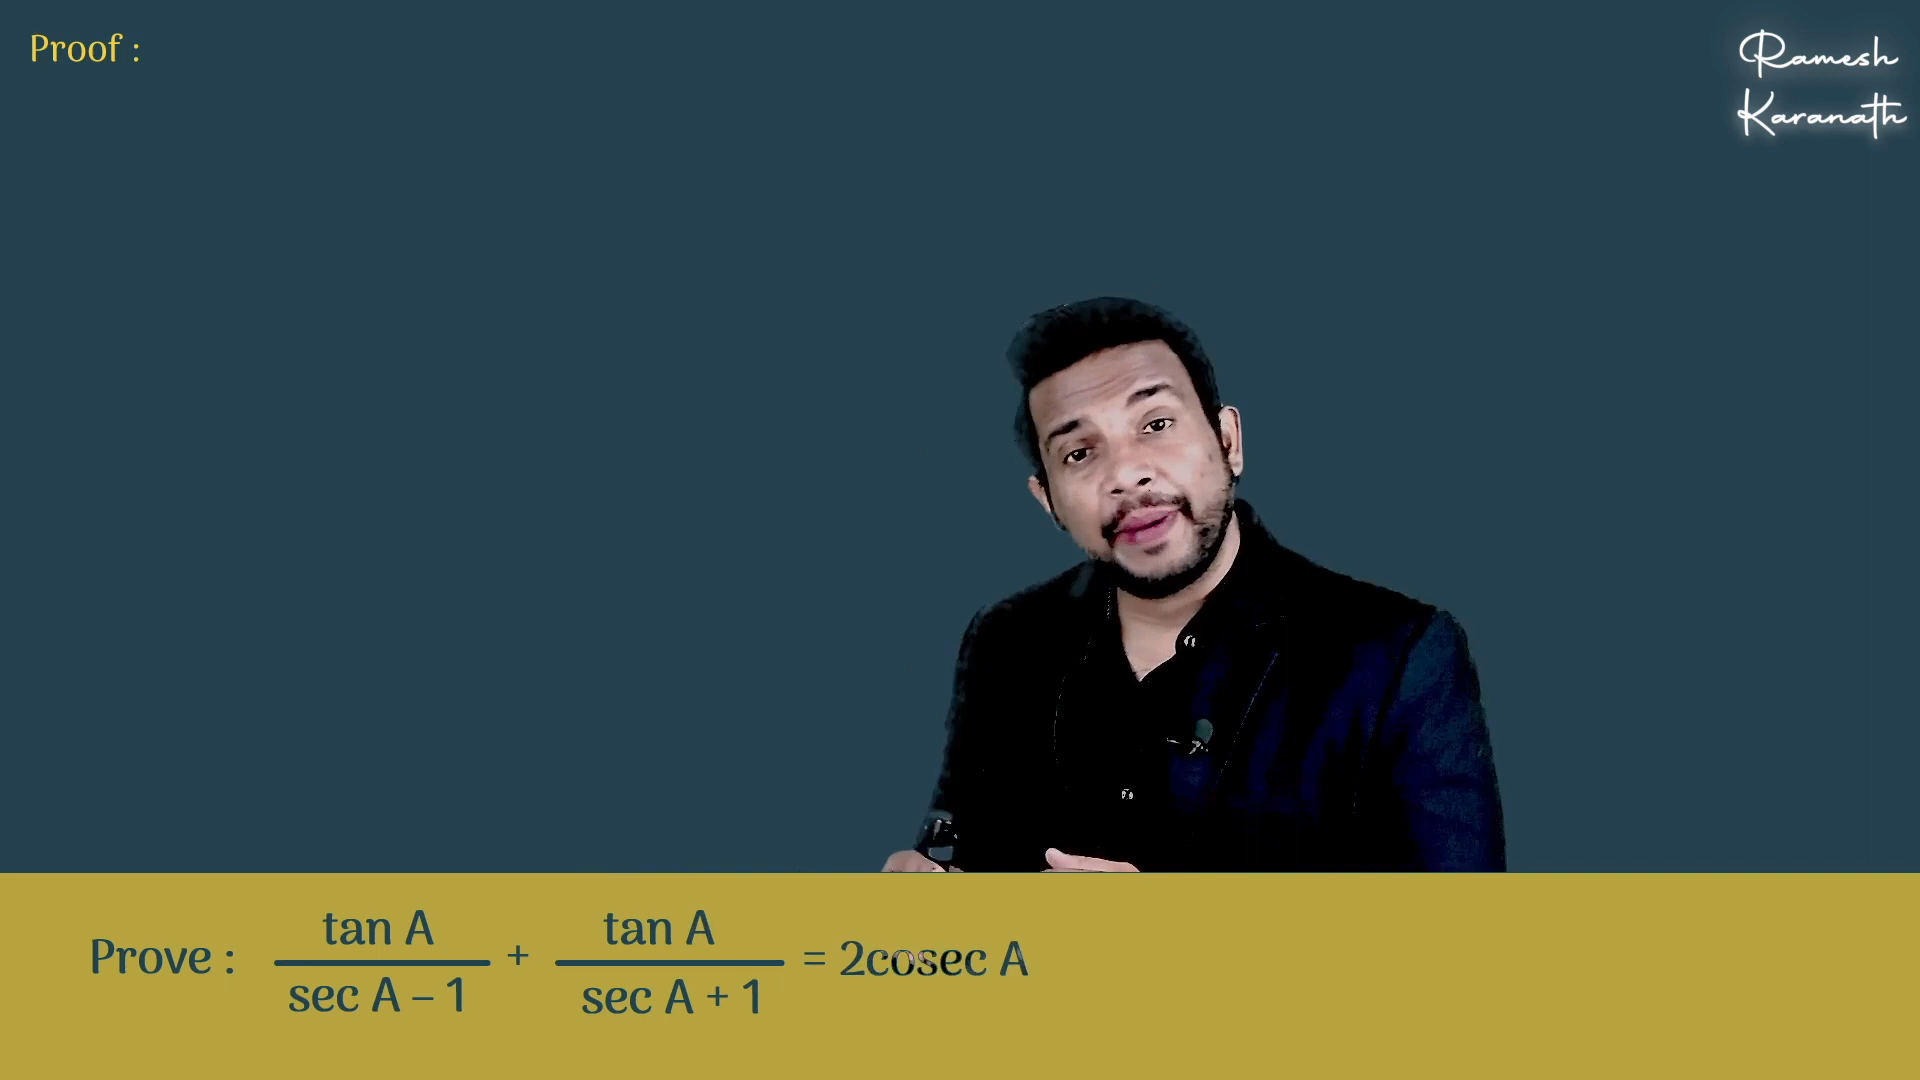 Proof :
Ramesh
Karanath
Prove : tan A / sec A – 1 + tan A / sec A + 1 = 2cosec A